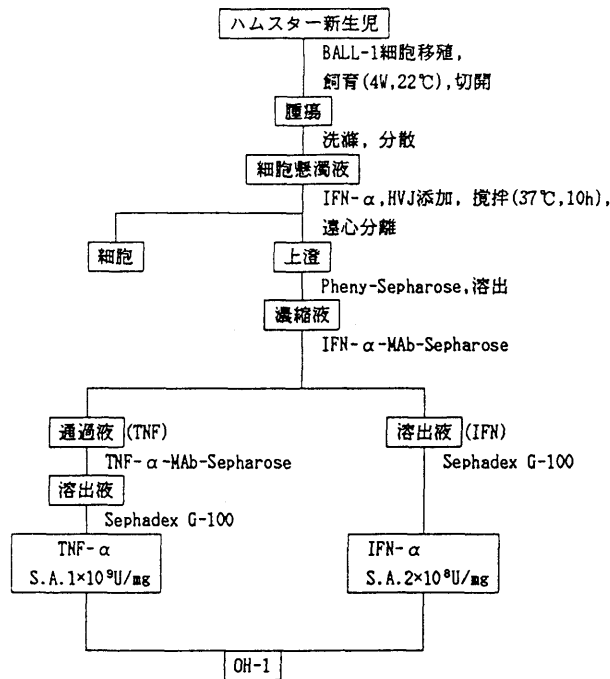 ハムスター新生児
BALL-1細胞移殖,
飼育(4W,22℃),切開
腫瘍
洗滌, 分散
細胞懸濁液
IFN-α,HVJ添加, 撹拌(37℃,10h),
遠心分離
細胞
上澄
Pheny-Sepharose,溶出
濃縮液
IFN-α-MAb-Sepharose
通過液 (TNF)
溶出液 (IFN)
TNF-α-MAb-Sepharose
Sephadex G-100
溶出液
Sephadex G-100
TNF-α
S.A.1×10⁹U/mg
IFN-α
S.A.2×10⁸U/mg
OH-1